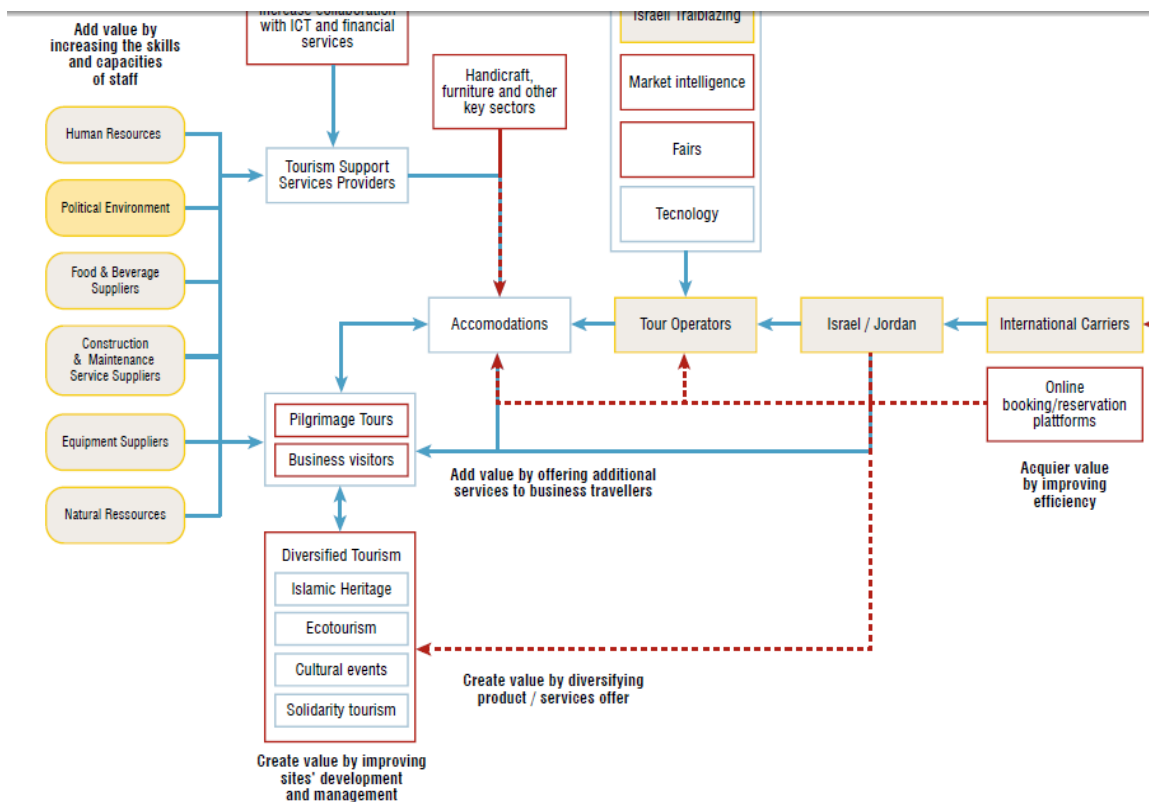 Add value by
increasing the skills
and capacities
of staff
Increase collaboration
with ICT and financial
services
Israeli Tralblazing
Handicraft,
furniture and other
key sectors
Market intelligence
Fairs
Tecnology
Human Resources
Political Environment
Food & Beverage
Suppliers
Construction
& Maintenance
Service Suppliers
Equipment Suppliers
Natural Ressources
Tourism Support
Services Providers
Accomodations
Tour Operators
Israel / Jordan
International Carriers
Pilgrimage Tours
Business visitors
Online
booking/reservation
plattforms
Add value by offering additional
services to business travellers
Acquier value
by improving
efficiency
Diversified Tourism
Islamic Heritage
Ecotourism
Cultural events
Solidarity tourism
Create value by diversifying
product / services offer
Create value by improving
sites' development
and management